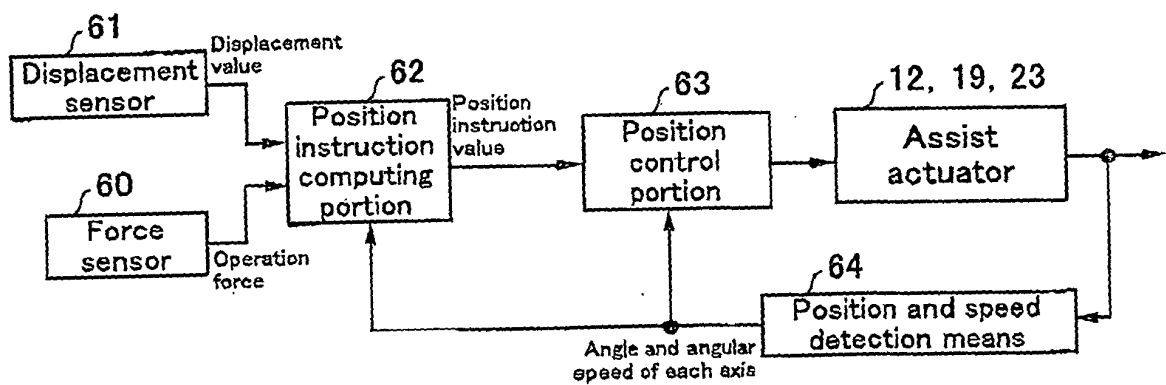 61
Displacement
value
Displacement
sensor
62
Position
instruction
computing
portion
Position
instruction
value
63
Position
control
portion
12, 19, 23
Assist
actuator
60
Force
sensor
Operation
force
64
Position and speed
detection means
Angle and angular
speed of each axis